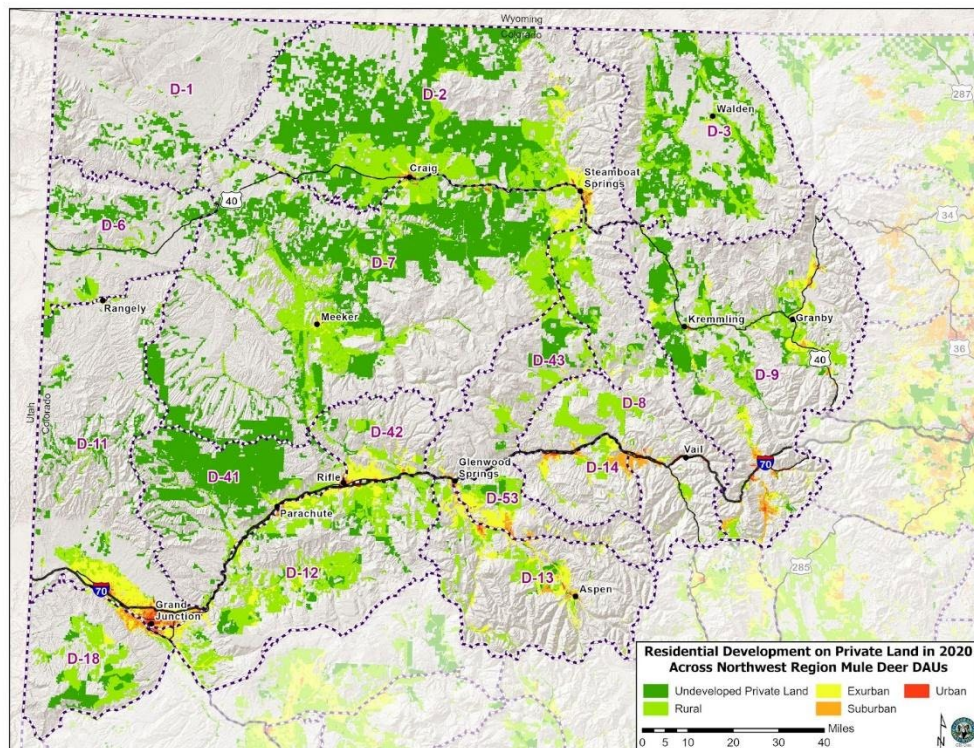 Wyoming
Colorado
D-1
D-2
D-3
Walden
287
Craig
Steamboat
Springs
40
D-6
34
D-7
Rangely
Meeker
Kremmling
Granby
36
40
D-43
D-9
Utah
Colorado
D-8
D-11
D-42
Vail
70
Glenwood
Springs
D-14
D-41
Rifle
D-53
Parachute
285
D-12
D-13
Aspen
70
Grand
Junction
D-18
Residential Development on Private Land in 2020
Across Northwest Region Mule Deer DAUs
Undeveloped Private Land
Exurban
Urban
Rural
Suburban
Miles
0 5 10 20 30 40
N